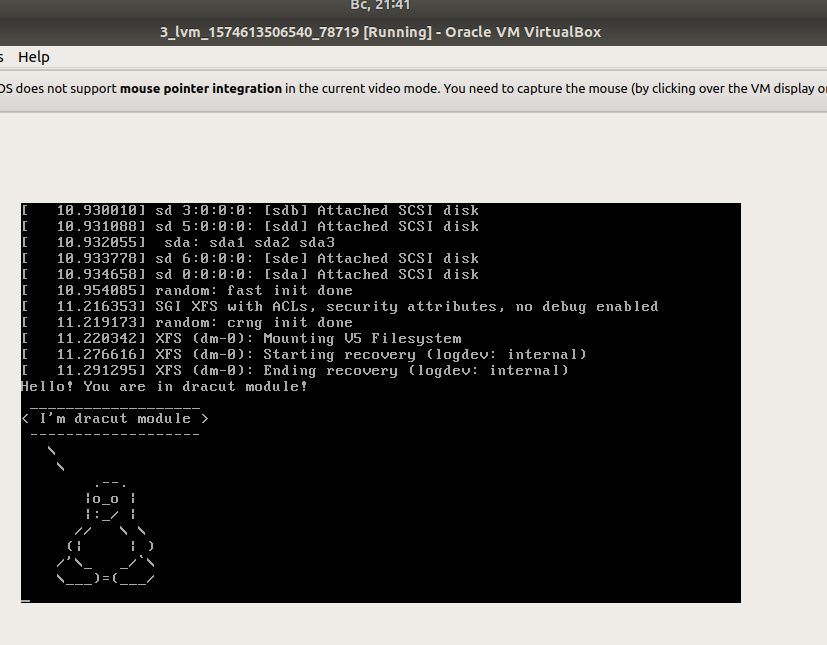 Вс, 21:41
3_lvm_1574613506540_78719 [Running] - Oracle VM VirtualBox
s Help
OS does not support mouse pointer integration in the current video mode. You need to capture the mouse (by clicking over the VM display o
[   10.930010] sd 3:0:0:0: [sdb] Attached SCSI disk
[   10.931088] sd 5:0:0:0: [sdd] Attached SCSI disk
[   10.932055]  sda: sda1 sda2 sda3
[   10.933778] sd 6:0:0:0: [sde] Attached SCSI disk
[   10.934658] sd 0:0:0:0: [sda] Attached SCSI disk
[   10.954085] random: fast init done
[   11.216353] SGI XFS with ACLs, security attributes, no debug enabled
[   11.219173] random: crng init done
[   11.220342] XFS (dm-0): Mounting V5 Filesystem
[   11.276616] XFS (dm-0): Starting recovery (logdev: internal)
[   11.291295] XFS (dm-0): Ending recovery (logdev: internal)
Hello! You are in dracut module!
 ___________________
< I'm dracut module >
 -------------------
   \
    \
        .--.
       |o_o |
       |:_/ |
      //   \ \
     (|     | )
    /'\_   _/`\
    \___)=(___/